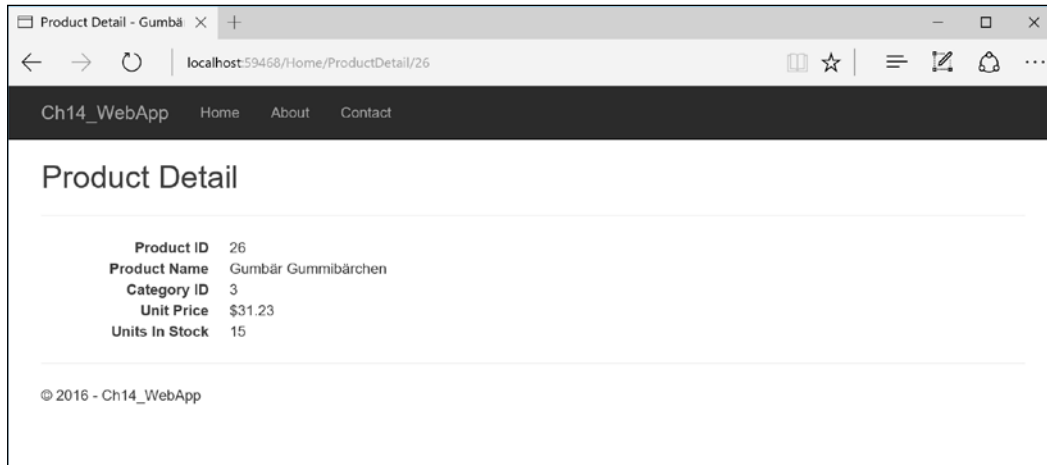 Product Detail - Gumbä
localhost:59468/Home/ProductDetail/26
Ch14_WebApp Home About Contact
Product Detail
Product ID 26
Product Name Gumbär Gummibärchen
Category ID 3
Unit Price $31.23
Units In Stock 15
© 2016 - Ch14_WebApp